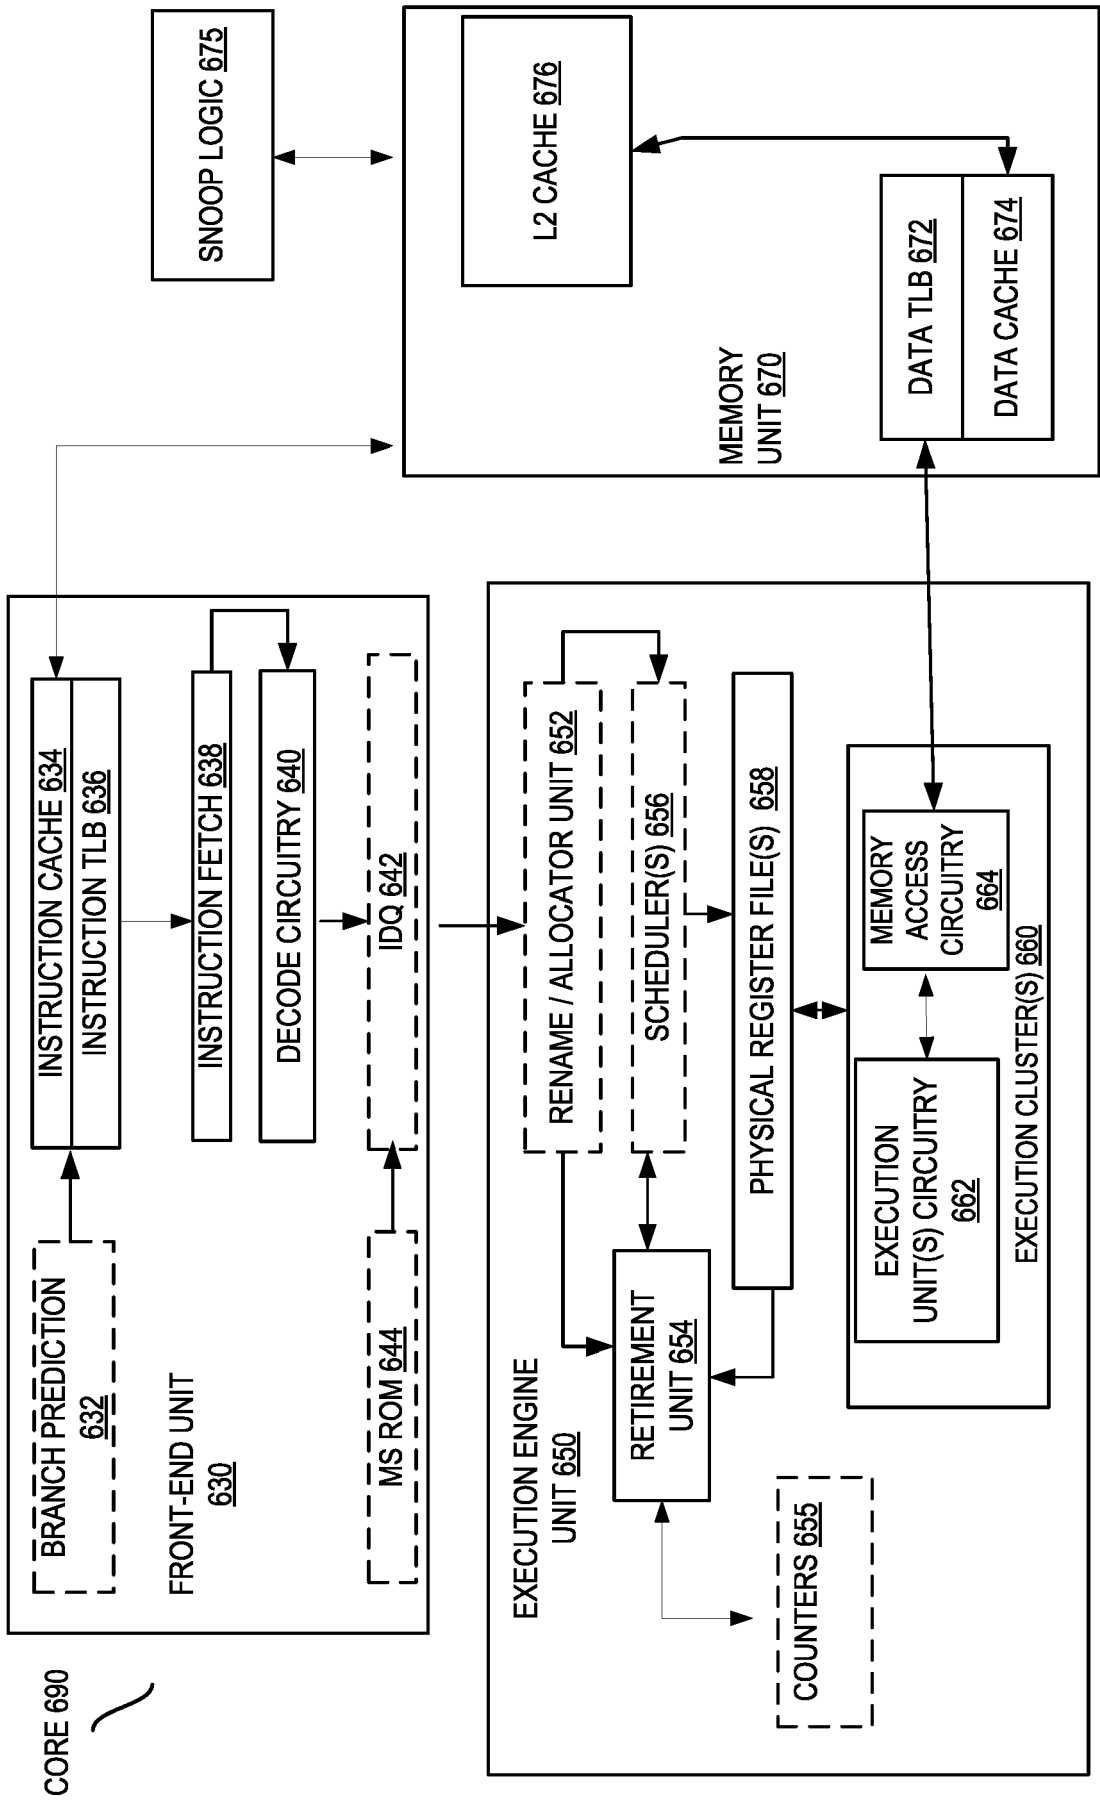 CORE 690
BRANCH PREDICTION
632
INSTRUCTION CACHE 634
INSTRUCTION TLB 636
FRONT-END UNIT
630
INSTRUCTION FETCH 638
DECODE CIRCUITRY 640
MS ROM 644
IDQ 642
SNOOP LOGIC 675
EXECUTION ENGINE
UNIT 650
RENAME / ALLOCATOR UNIT 652
RETIREMENT
UNIT 654
SCHEDULER(S) 656
PHYSICAL REGISTER FILE(S) 658
COUNTERS 655
EXECUTION
UNIT(S) CIRCUITRY
662
MEMORY
ACCESS
CIRCUITRY
664
EXECUTION CLUSTER(S) 660
L2 CACHE 676
MEMORY
UNIT 670
DATA TLB 672
DATA CACHE 674